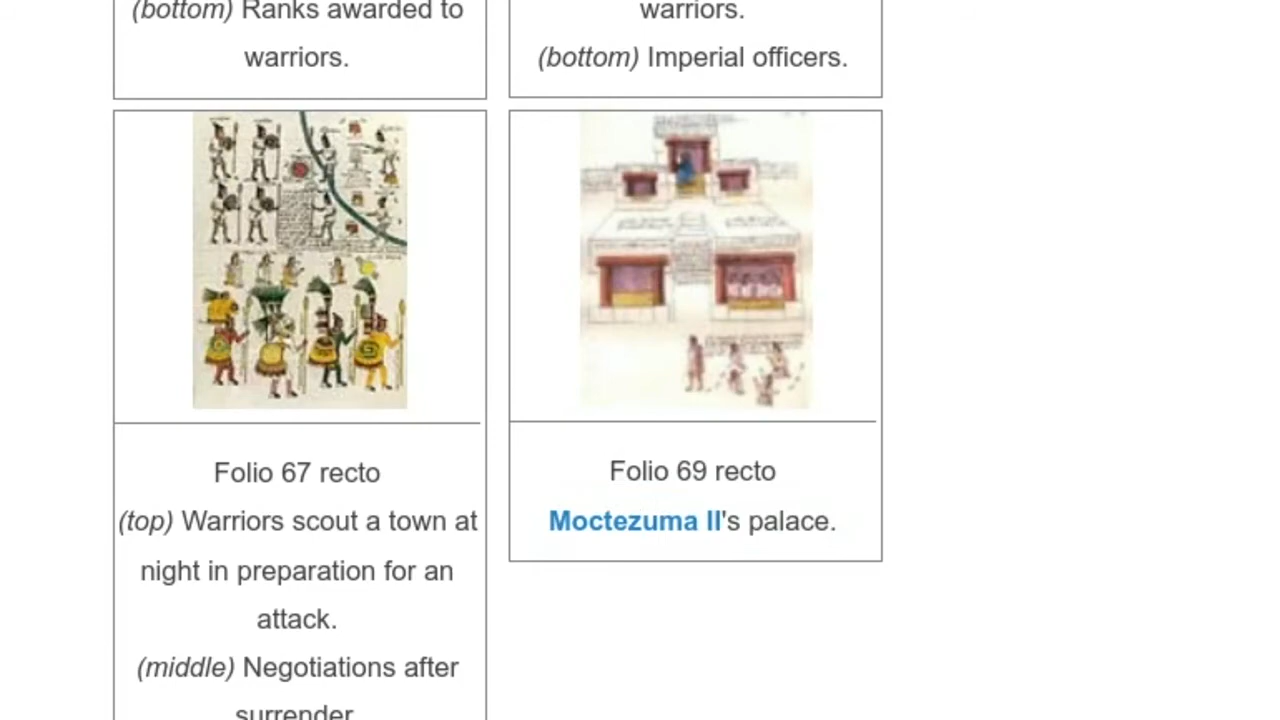 (bottom) Ranks awarded to
warriors.
warriors.
(bottom) Imperial officers.
Folio 67 recto
(top) Warriors scout a town at
night in preparation for an
attack.
(middle) Negotiations after
surrender
Folio 69 recto
Moctezuma II's palace.